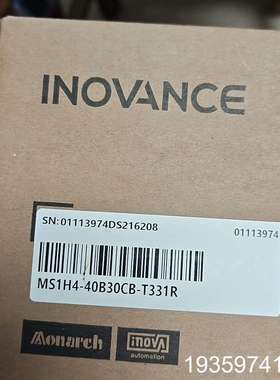 INOVANCE
SN:01113974DS216208
01113974
MS1H4-40B30CB-T331R
Monarch
INOVA
automation
19359741